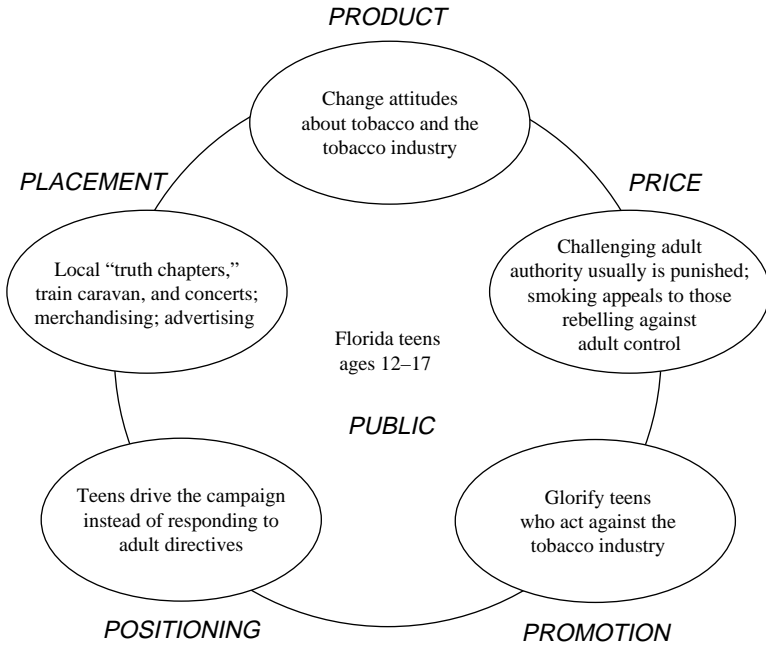 PRODUCT
Change attitudes
about tobacco and the
tobacco industry
PLACEMENT
Local “truth chapters,”
train caravan, and concerts;
merchandising; advertising
PRICE
Challenging adult
authority usually is punished;
smoking appeals to those
rebelling against
adult control
Florida teens
ages 12–17
PUBLIC
Teens drive the campaign
instead of responding to
adult directives
POSITIONING
Glorify teens
who act against the
tobacco industry
PROMOTION